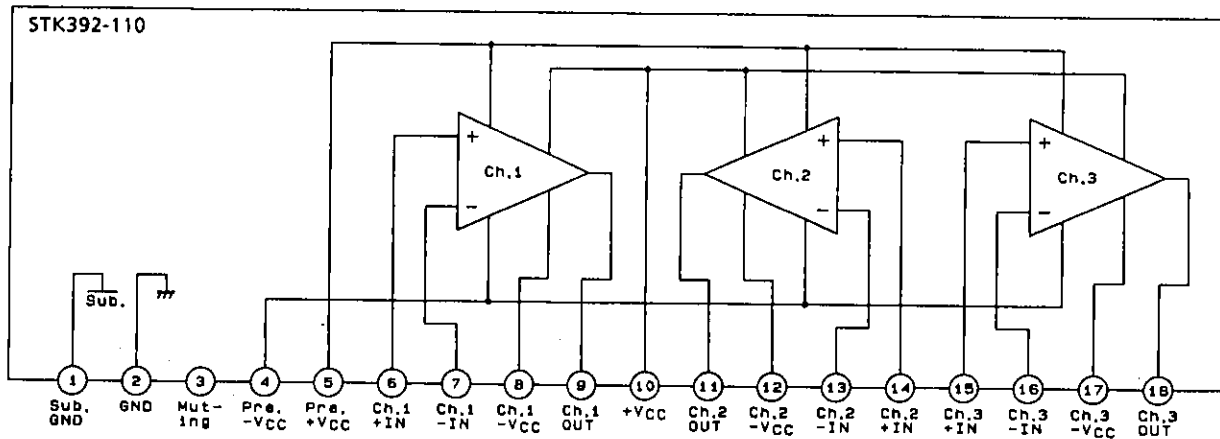 STK392-110
+
-
Ch.1
+
-
Ch.2
+
-
Ch.3
Sub.
1
2
3
4
5
6
7
8
9
10
11
12
13
14
15
16
17
18
Sub.
GND
GND
Mut-
ing
Pre.
-VCC
Pre.
+VCC
Ch.1
+IN
Ch.1
-IN
Ch.1
-VCC
Ch.1
OUT
+VCC
Ch.2
OUT
Ch.2
-VCC
Ch.2
-IN
Ch.2
+IN
Ch.3
+IN
Ch.3
-IN
Ch.3
-VCC
Ch.3
OUT